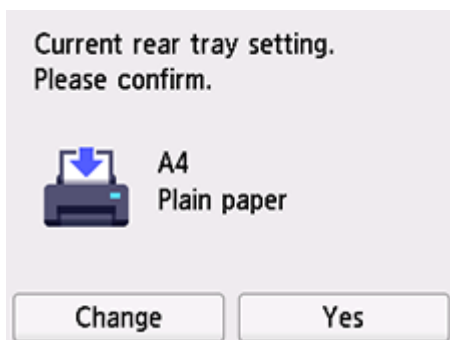 Current rear tray setting.
Please confirm.
A4
Plain paper
Change
Yes